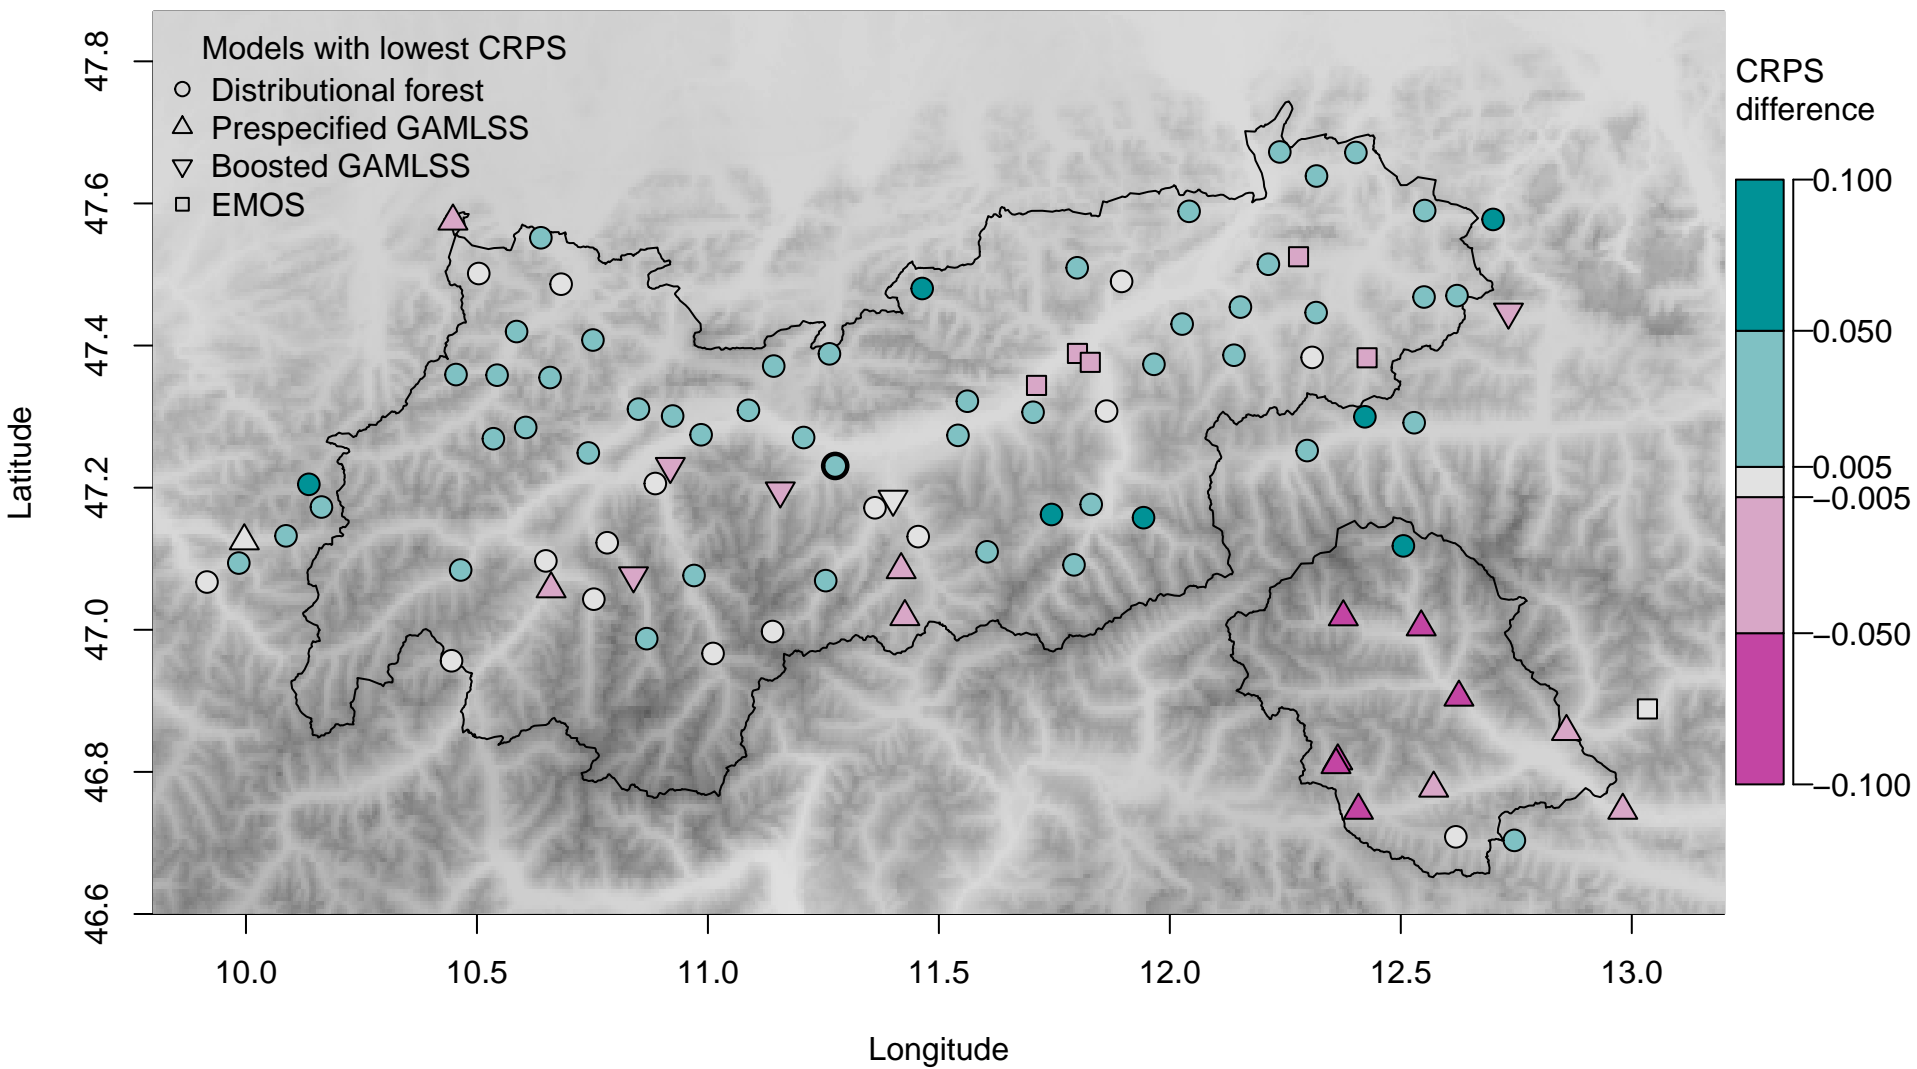 Models with lowest CRPS
Distributional forest
Prespecified GAMLSS
Boosted GAMLSS
EMOS
CRPS
difference
0.100
0.050
0.005
−0.005
−0.050
−0.100
Latitude
47.8
47.6
47.4
47.2
47.0
46.8
46.6
10.0 10.5 11.0 11.5 12.0 12.5 13.0
Longitude